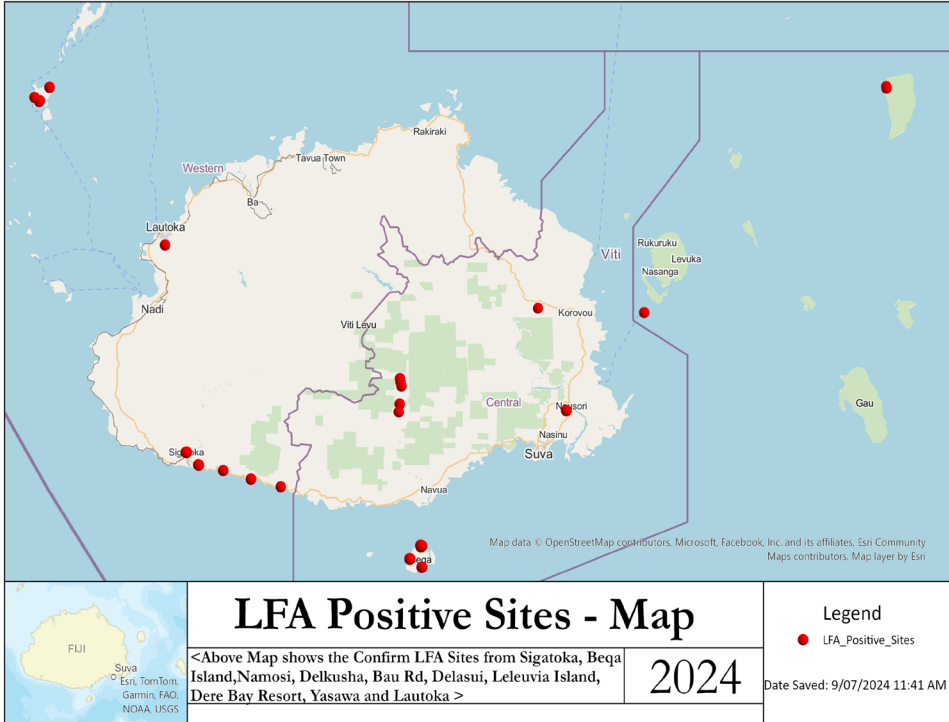 Rakiraki
Tavua Town
Western
Ba
Lautoka
Viti
Rukuruku
Levuka
Nasanga
Nadi
Korovou
Viti Levu
Central
Gau
Nausori
Nasinu
Sigatoka
Suva
Navua
Beqa
Map data © OpenStreetMap contributors, Microsoft, Facebook, Inc. and its affiliates, Esri Community
Maps contributors, Map layer by Esri
FIJI
Suva
Esri, TomTom,
Garmin, FAO,
NOAA, USGS
LFA Positive Sites - Map
<Above Map shows the Confirm LFA Sites from Sigatoka, Beqa
Island,Namosi, Delkusha, Bau Rd, Delasui, Leleuvia Island,
Dere Bay Resort, Yasawa and Lautoka >
2024
Legend
LFA_Positive_Sites
Date Saved: 9/07/2024 11:41 AM